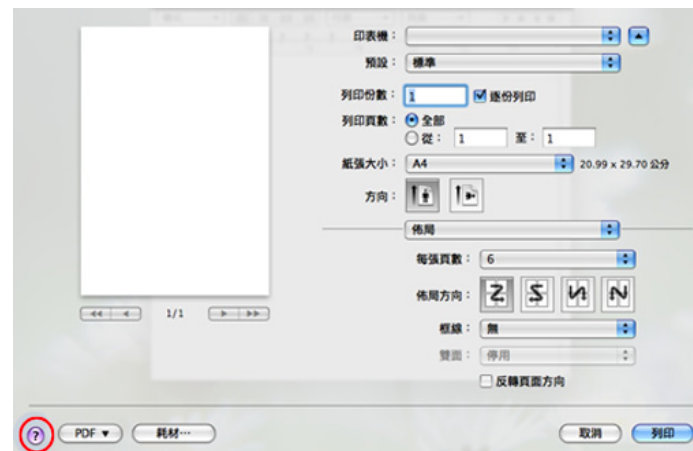 印表機：
預設： 標準
列印份數： 1 逐份列印
列印頁數： 全部
從： 1 至： 1
紙張大小： A4 20.99 x 29.70 公分
方向：
佈局
每張頁數： 6
佈局方向：
1/1
框線： 無
雙面： 停用
反轉頁面方向
? PDF ▼ 耗材⋯ 取消 列印